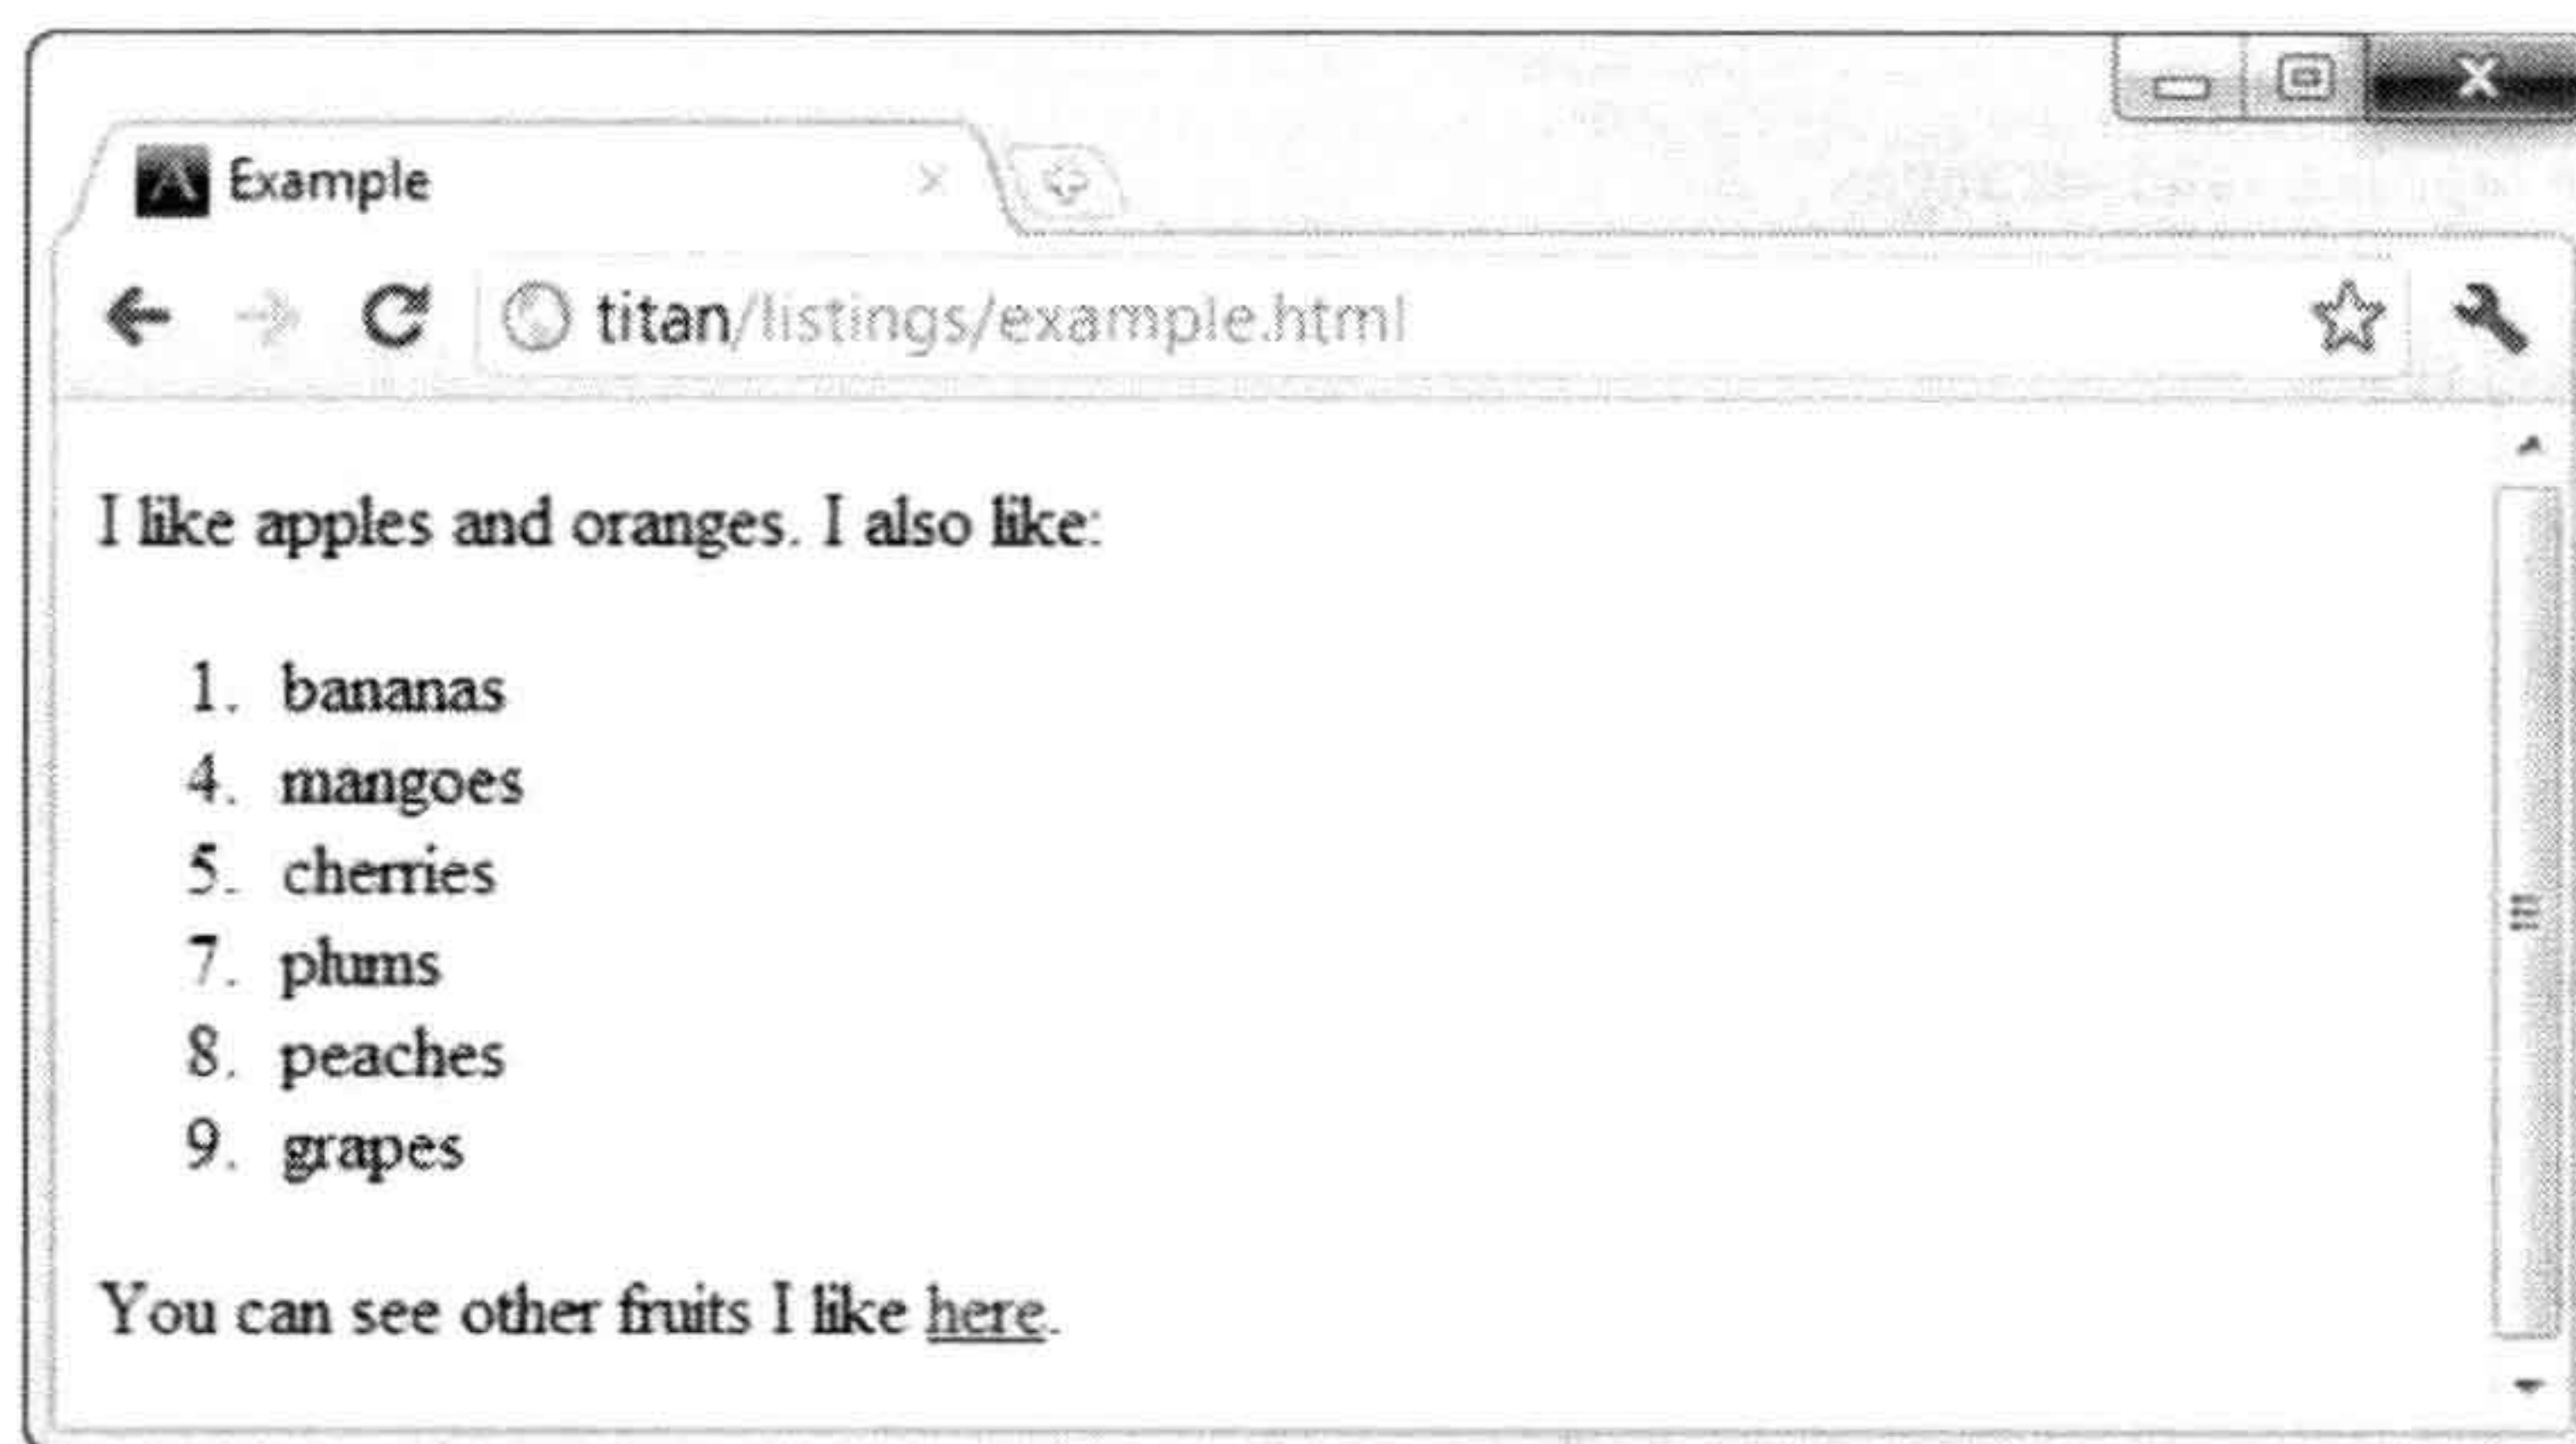 Example
titan/listings/example.html
I like apples and oranges. I also like:
1. bananas
4. mangoes
5. cherries
7. plums
8. peaches
9. grapes
You can see other fruits I like here.